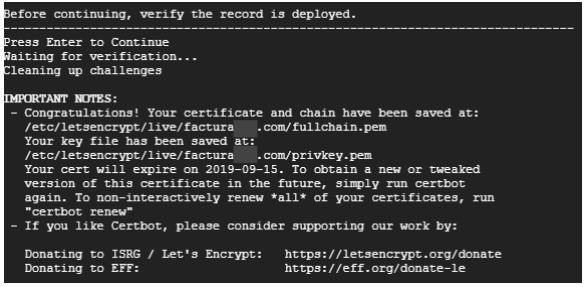 Before continuing, verify the record is deployed.
-------------------------------------------------------------------------------
Press Enter to Continue
Waiting for verification...
Cleaning up challenges
IMPORTANT NOTES:
- Congratulations! Your certificate and chain have been saved at:
/etc/letsencrypt/live/factura .com/fullchain.pem
Your key file has been saved at:
/etc/letsencrypt/live/factura .com/privkey.pem
Your cert will expire on 2019-09-15. To obtain a new or tweaked
version of this certificate in the future, simply run certbot
again. To non-interactively renew *all* of your certificates, run
"certbot renew"
- If you like Certbot, please consider supporting our work by:
Donating to ISRG / Let's Encrypt: https://letsencrypt.org/donate
Donating to EFF: https://eff.org/donate-le